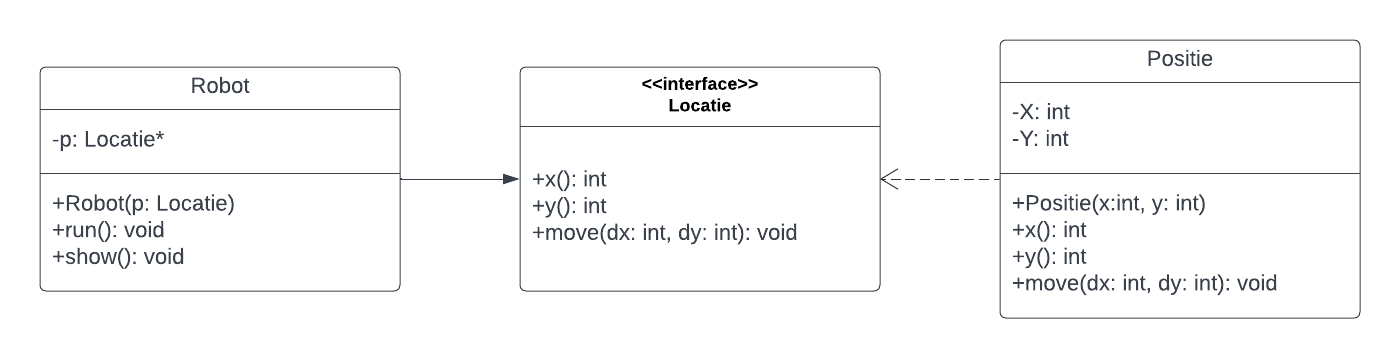 Robot
-p: Locatie*
+Robot(p: Locatie)
+run(): void
+show(): void
<<interface>>
Locatie
+x(): int
+y(): int
+move(dx: int, dy: int): void
Positie
-X: int
-Y: int
+Positie(x:int, y: int)
+x(): int
+y(): int
+move(dx: int, dy: int): void